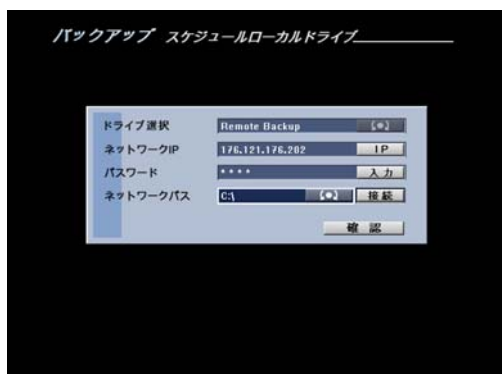 バックアップ スケジュールローカルドライブ
ドライブ選択 Remote Backup
ネットワークIP 176.121.176.202 IP
パスワード **** 入力
ネットワークパス C:\ 接続
確認